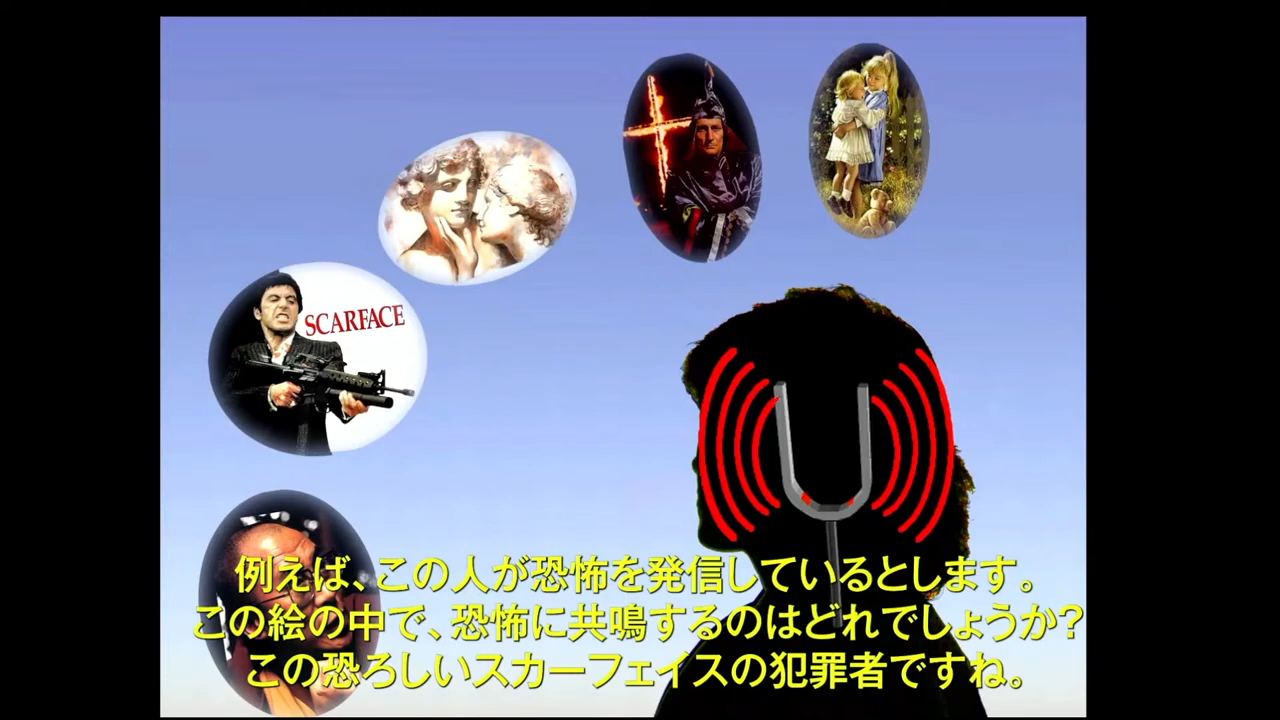 SCARFACE
例えば、この人が恐怖を発信しているとします。
この絵の中で、恐怖に共鳴するのはどれでしょうか?
この恐ろしいスカーフェイスの犯罪者ですね。